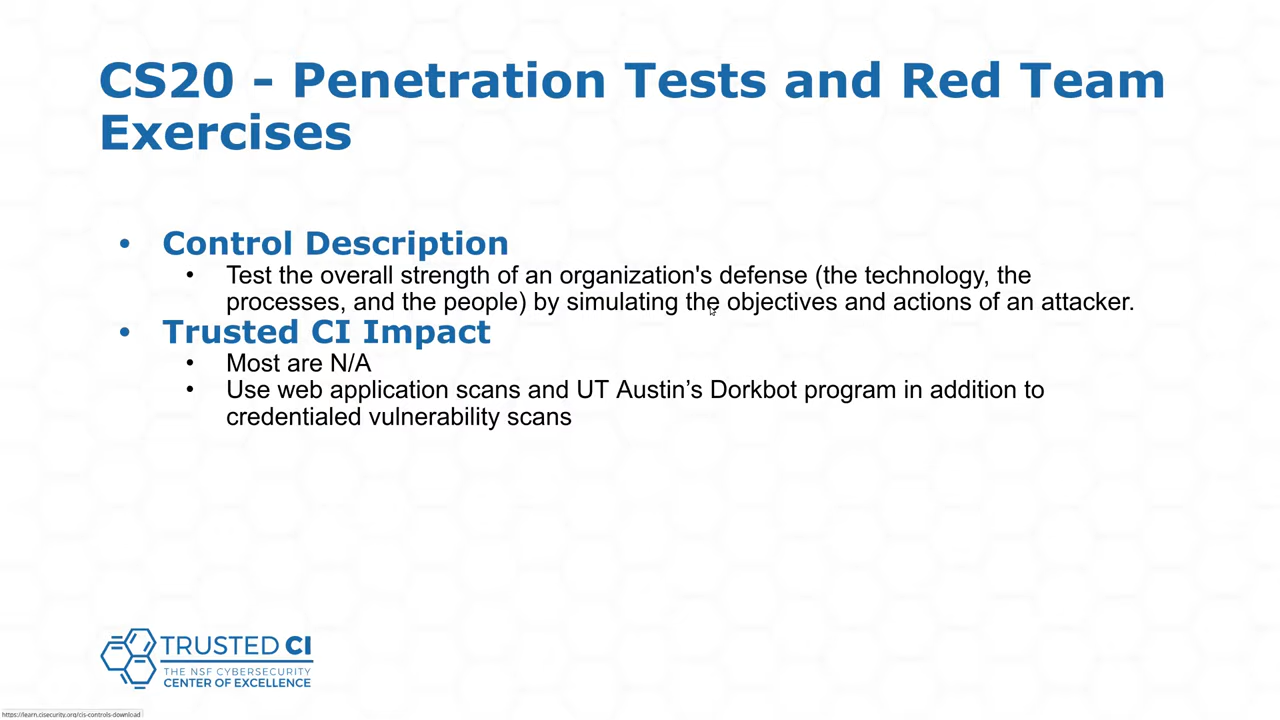 CS20 - Penetration Tests and Red Team
Exercises
• Control Description
• Test the overall strength of an organization's defense (the technology, the
processes, and the people) by simulating the objectives and actions of an attacker.
• Trusted CI Impact
• Most are N/A
• Use web application scans and UT Austin’s Dorkbot program in addition to
credentialed vulnerability scans
TRUSTED CI
THE NSF CYBERSECURITY
CENTER OF EXCELLENCE
https://learn.cisecurity.org/cis-controls-download